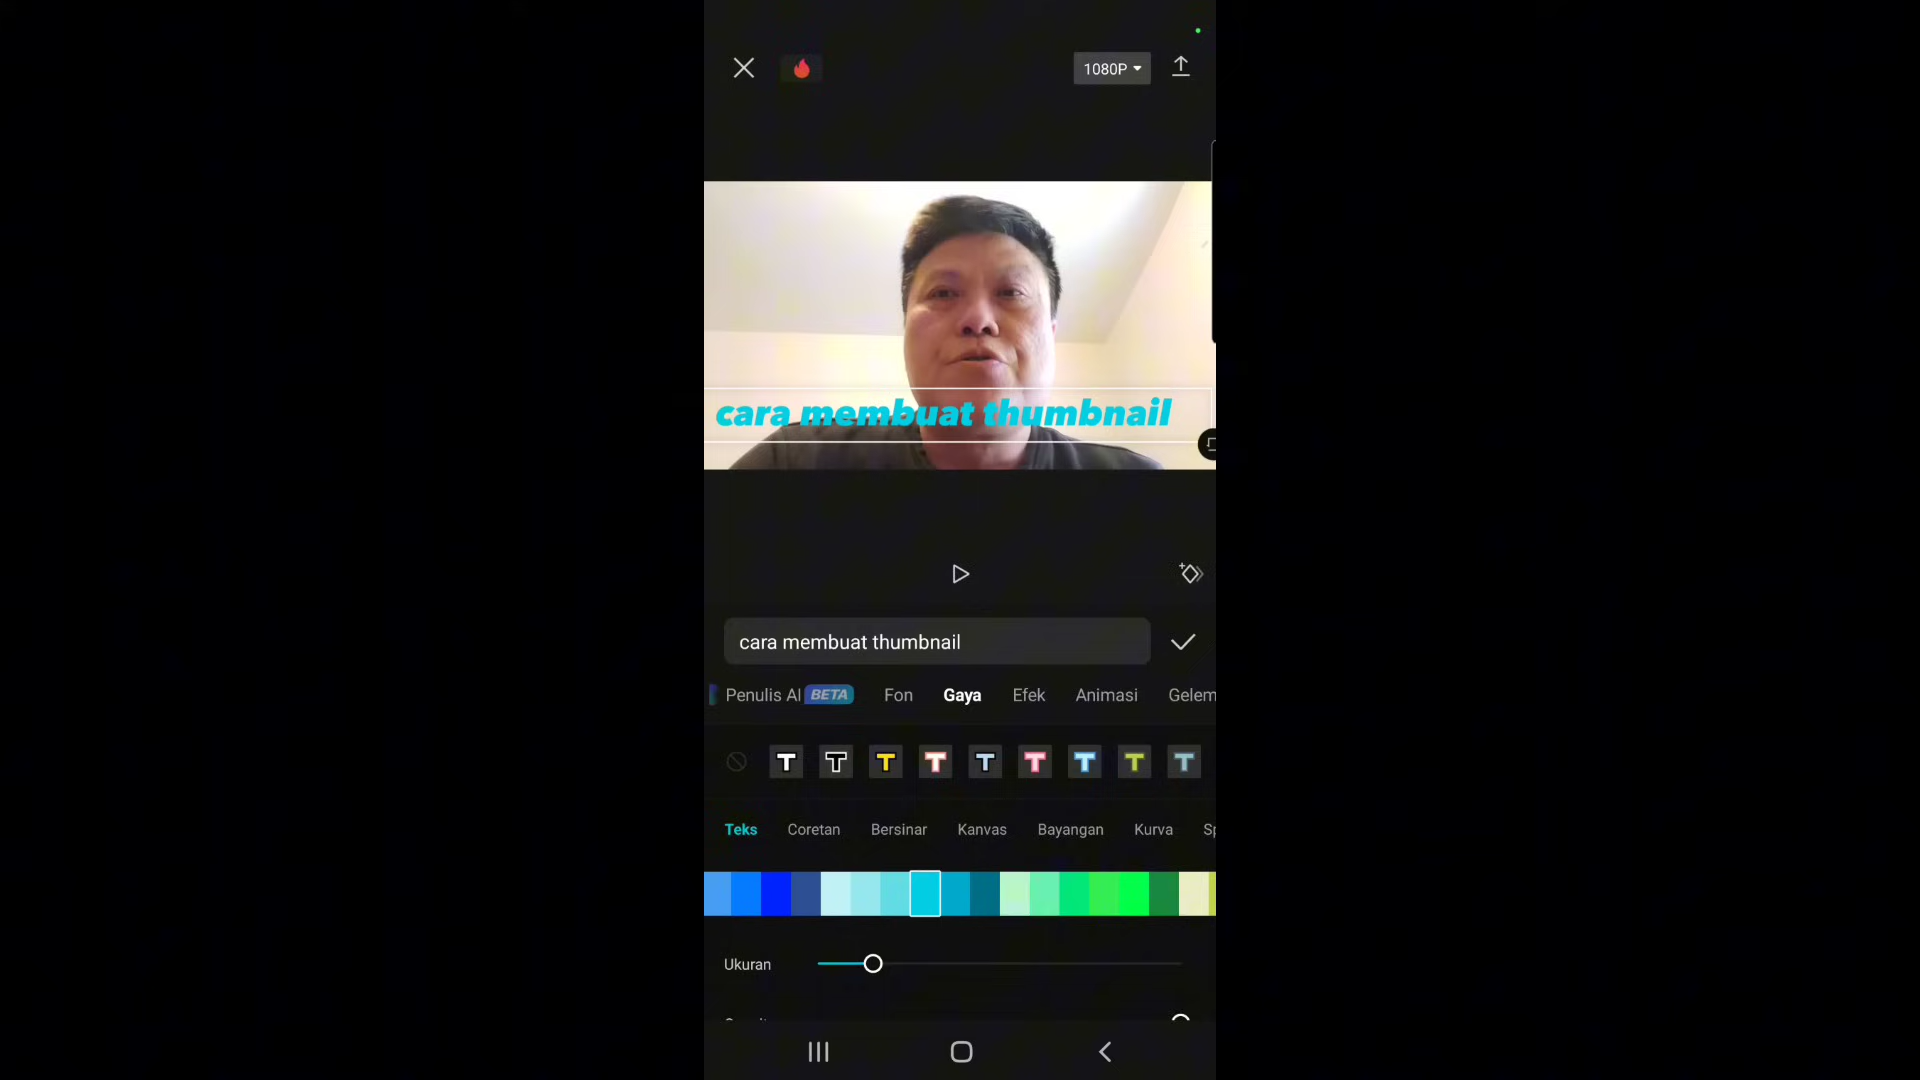 1080P
cara membuat thumbnail
cara membuat thumbnail
Penulis AI BETA Fon Gaya Efek Animasi Gelem
T T T T T T T T T
Teks Coretan Bersinar Kanvas Bayangan Kurva Sp
Ukuran